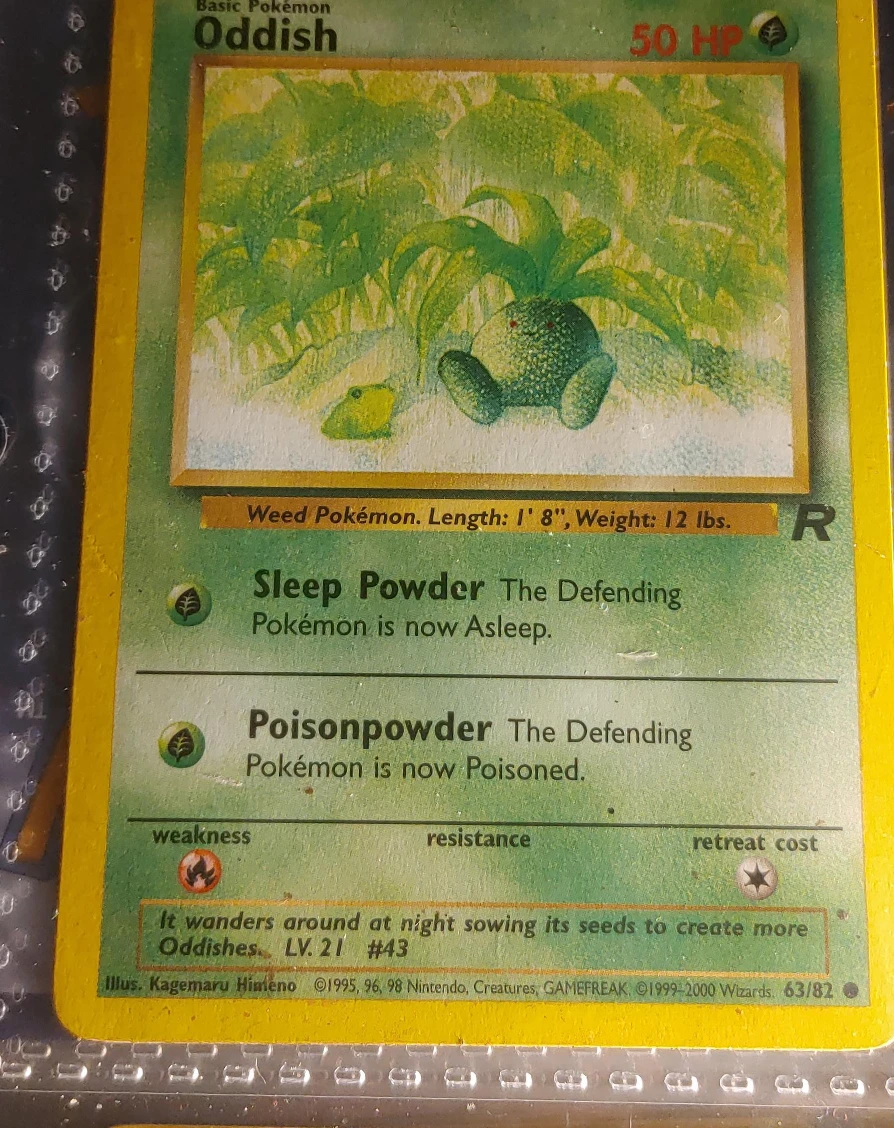 Basic Pokémon
Oddish
50 HP
Weed Pokémon. Length: 1' 8", Weight: 12 lbs.
R
Sleep Powder The Defending
Pokémon is now Asleep.
Poisonpowder The Defending
Pokémon is now Poisoned.
weakness resistance retreat cost
It wanders around at night sowing its seeds to create more
Oddishes. LV. 21 #43
Illus. Kagemaru Himeno ©1995, 96, 98 Nintendo, Creatures, GAMEFREAK. ©1999-2000 Wizards. 63/82